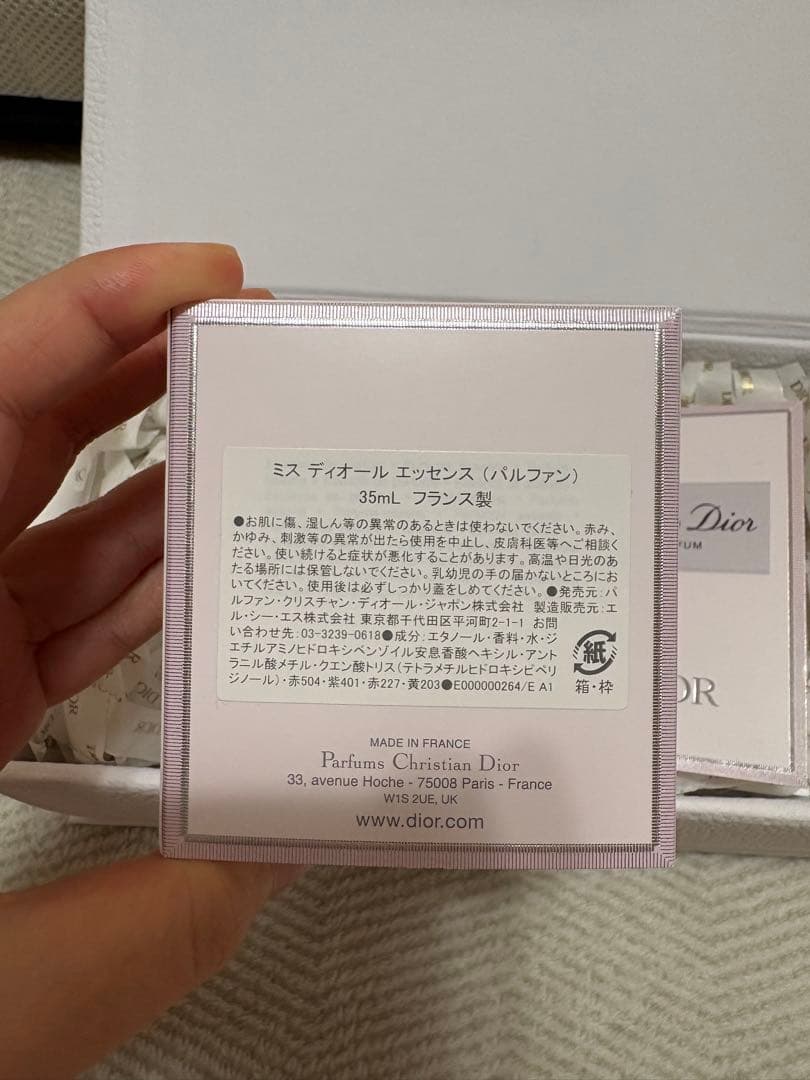 ミス ディオール エッセンス（パルファン）
35mL フランス製
●お肌に傷、湿しん等の異常のあるときは使わないでください。赤み、
かゆみ、刺激等の異常が出たら使用を中止し、皮膚科医等へご相談く
ださい。使い続けると症状が悪化することがあります。高温や日光のあ
たる場所には保管しないでください。乳幼児の手の届かないところにお
いてください。使用後は必ずしっかり蓋をしめてください。●発売元：パ
ルファン・クリスチャン・ディオール・ジャポン株式会社 製造販売元：エ
ル・シー・エス株式会社 東京都千代田区平河町2-1-1 お問
い合わせ先：03-3239-0618●成分：エタノール・香料・水・ジ
エチルアミノヒドロキシベンゾイル安息香酸ヘキシル・アント
ラニル酸メチル・クエン酸トリス（テトラメチルヒドロキシピペリ
ジノール）・赤504・紫401・赤227・黄203●E000000264/E A1
紙
箱・枠
MADE IN FRANCE
Parfums Christian Dior
33, avenue Hoche - 75008 Paris - France
W1S 2UE, UK
www.dior.com
Dior